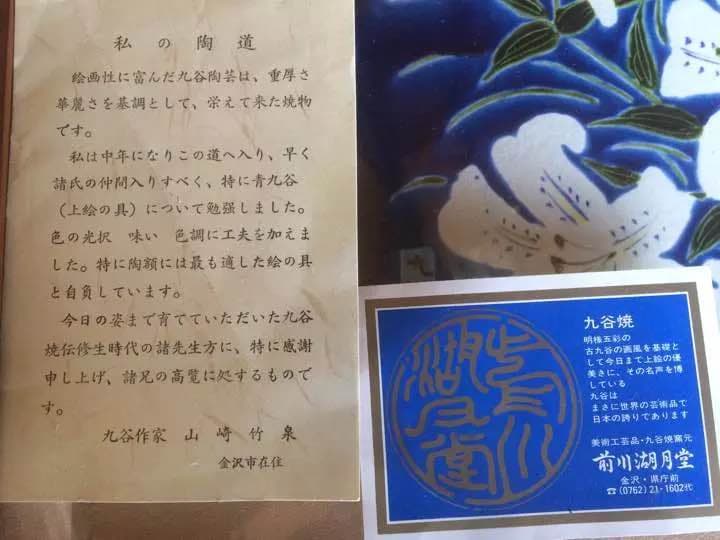 私の陶道
絵画性に富んだ九谷陶芸は、重厚さ
華麗さを基調として、栄えて来た焼物
です。
私は中年になりこの道へ入り、早く
諸氏の仲間入りすべく、特に青九谷
（上絵の具）について勉强しました。
色の光沢 味い 色調に工夫を加えま
した。特に陶額には最も適した絵の具
と自負しています。
今日の姿まで育てていただいた九谷
焼伝修生時代の諸先生方に、特に感謝
申し上げ、諸兄の高覧に処するもので
す。
九谷作家 山崎竹泉
金沢市在住
九谷焼
明様五彩の
古九谷の画風を基礎と
して今日まで上絵の優
美さに、その名声を博
している
九谷は
まさに世界の芸術品で
日本の誇りであります
美術工芸品・九谷焼窯元
前川湖月堂
金沢・県庁前
☎(0762)21-1602代
前川湖月堂